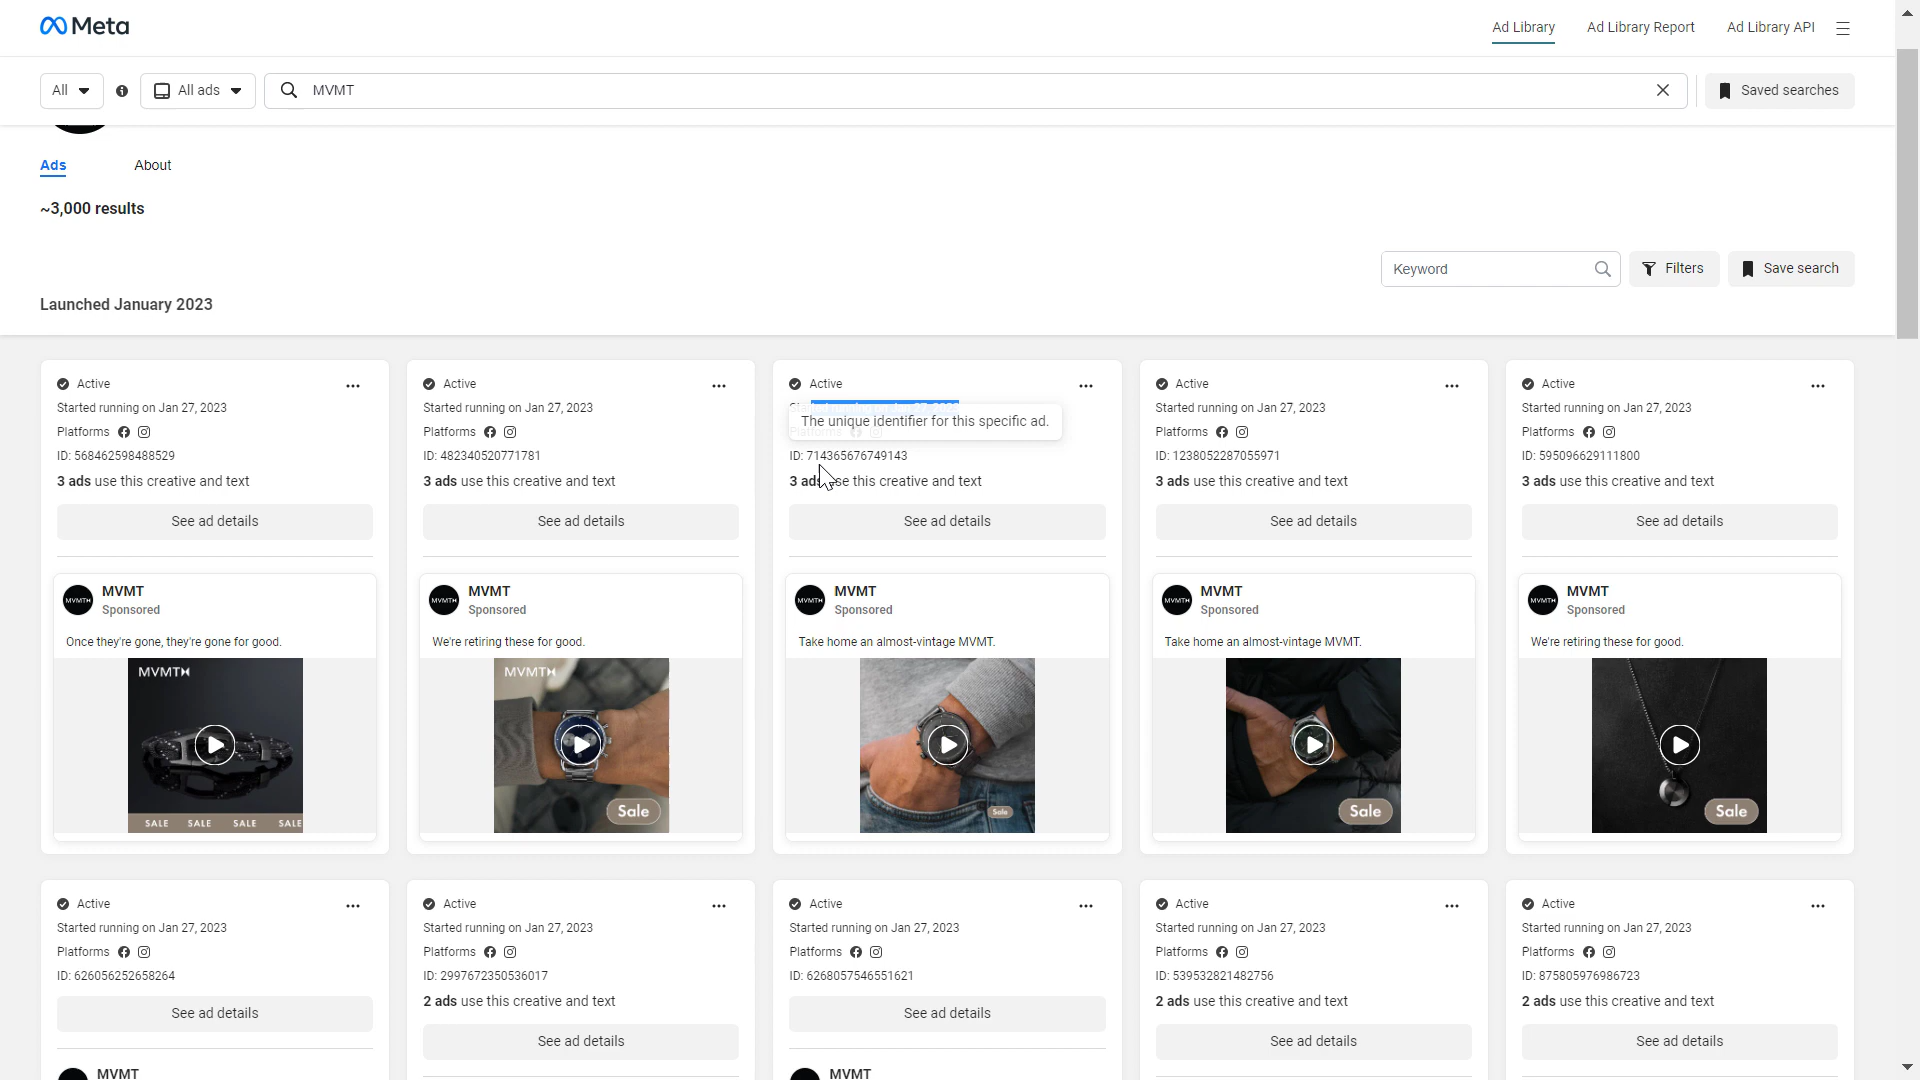 Meta
Ad Library
Ad Library Report
Ad Library API
All
All ads
MVMT
Saved searches
Ads
About
~3,000 results
Keyword
Filters
Save search
Launched January 2023
Active
Started running on Jan 27, 2023
Platforms
ID: 568462598488529
3 ads use this creative and text
See ad details
MVMT
Sponsored
Once they're gone, they're gone for good.
MVMT
SALE SALE SALE SALE
Active
Started running on Jan 27, 2023
Platforms
ID: 482340520771781
3 ads use this creative and text
See ad details
MVMT
MVMT
Sponsored
We're retiring these for good.
MVMT
Sale
Active
The unique identifier for this specific ad.
ID: 714365676749143
3 ads use this creative and text
See ad details
MVMT
MVMT
Sponsored
Take home an almost-vintage MVMT.
Sale
Active
Started running on Jan 27, 2023
Platforms
ID: 1238052287055971
3 ads use this creative and text
See ad details
MVMT
MVMT
Sponsored
Take home an almost-vintage MVMT.
Sale
Active
Started running on Jan 27, 2023
Platforms
ID: 595096629111800
3 ads use this creative and text
See ad details
MVMT
MVMT
Sponsored
We're retiring these for good.
Sale
Active
Started running on Jan 27, 2023
Platforms
ID: 626056252658264
See ad details
MVMT
Active
Started running on Jan 27, 2023
Platforms
ID: 2997672350536017
2 ads use this creative and text
See ad details
Active
Started running on Jan 27, 2023
Platforms
ID: 6268057546551621
See ad details
MVMT
Active
Started running on Jan 27, 2023
Platforms
ID: 539532821482756
2 ads use this creative and text
See ad details
Active
Started running on Jan 27, 2023
Platforms
ID: 875805976986723
2 ads use this creative and text
See ad details